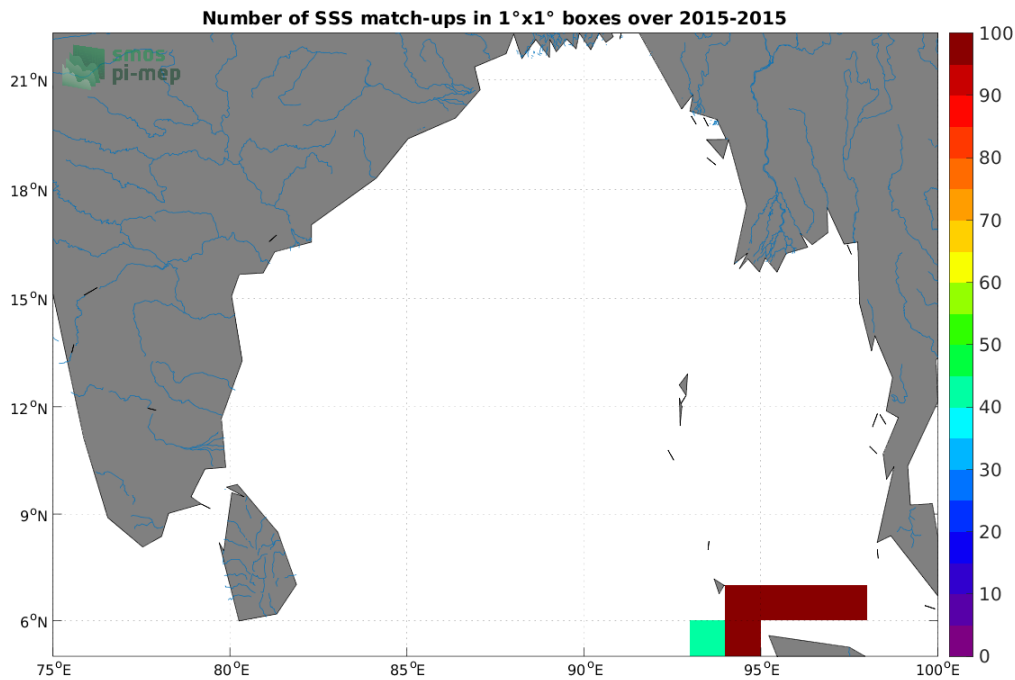 Number of SSS match-ups in 1°x1° boxes over 2015-2015
smos
pi-mep
21°N
18°N
15°N
12°N
9°N
6°N
75°E 80°E 85°E 90°E 95°E 100°E
100
90
80
70
60
50
40
30
20
10
0